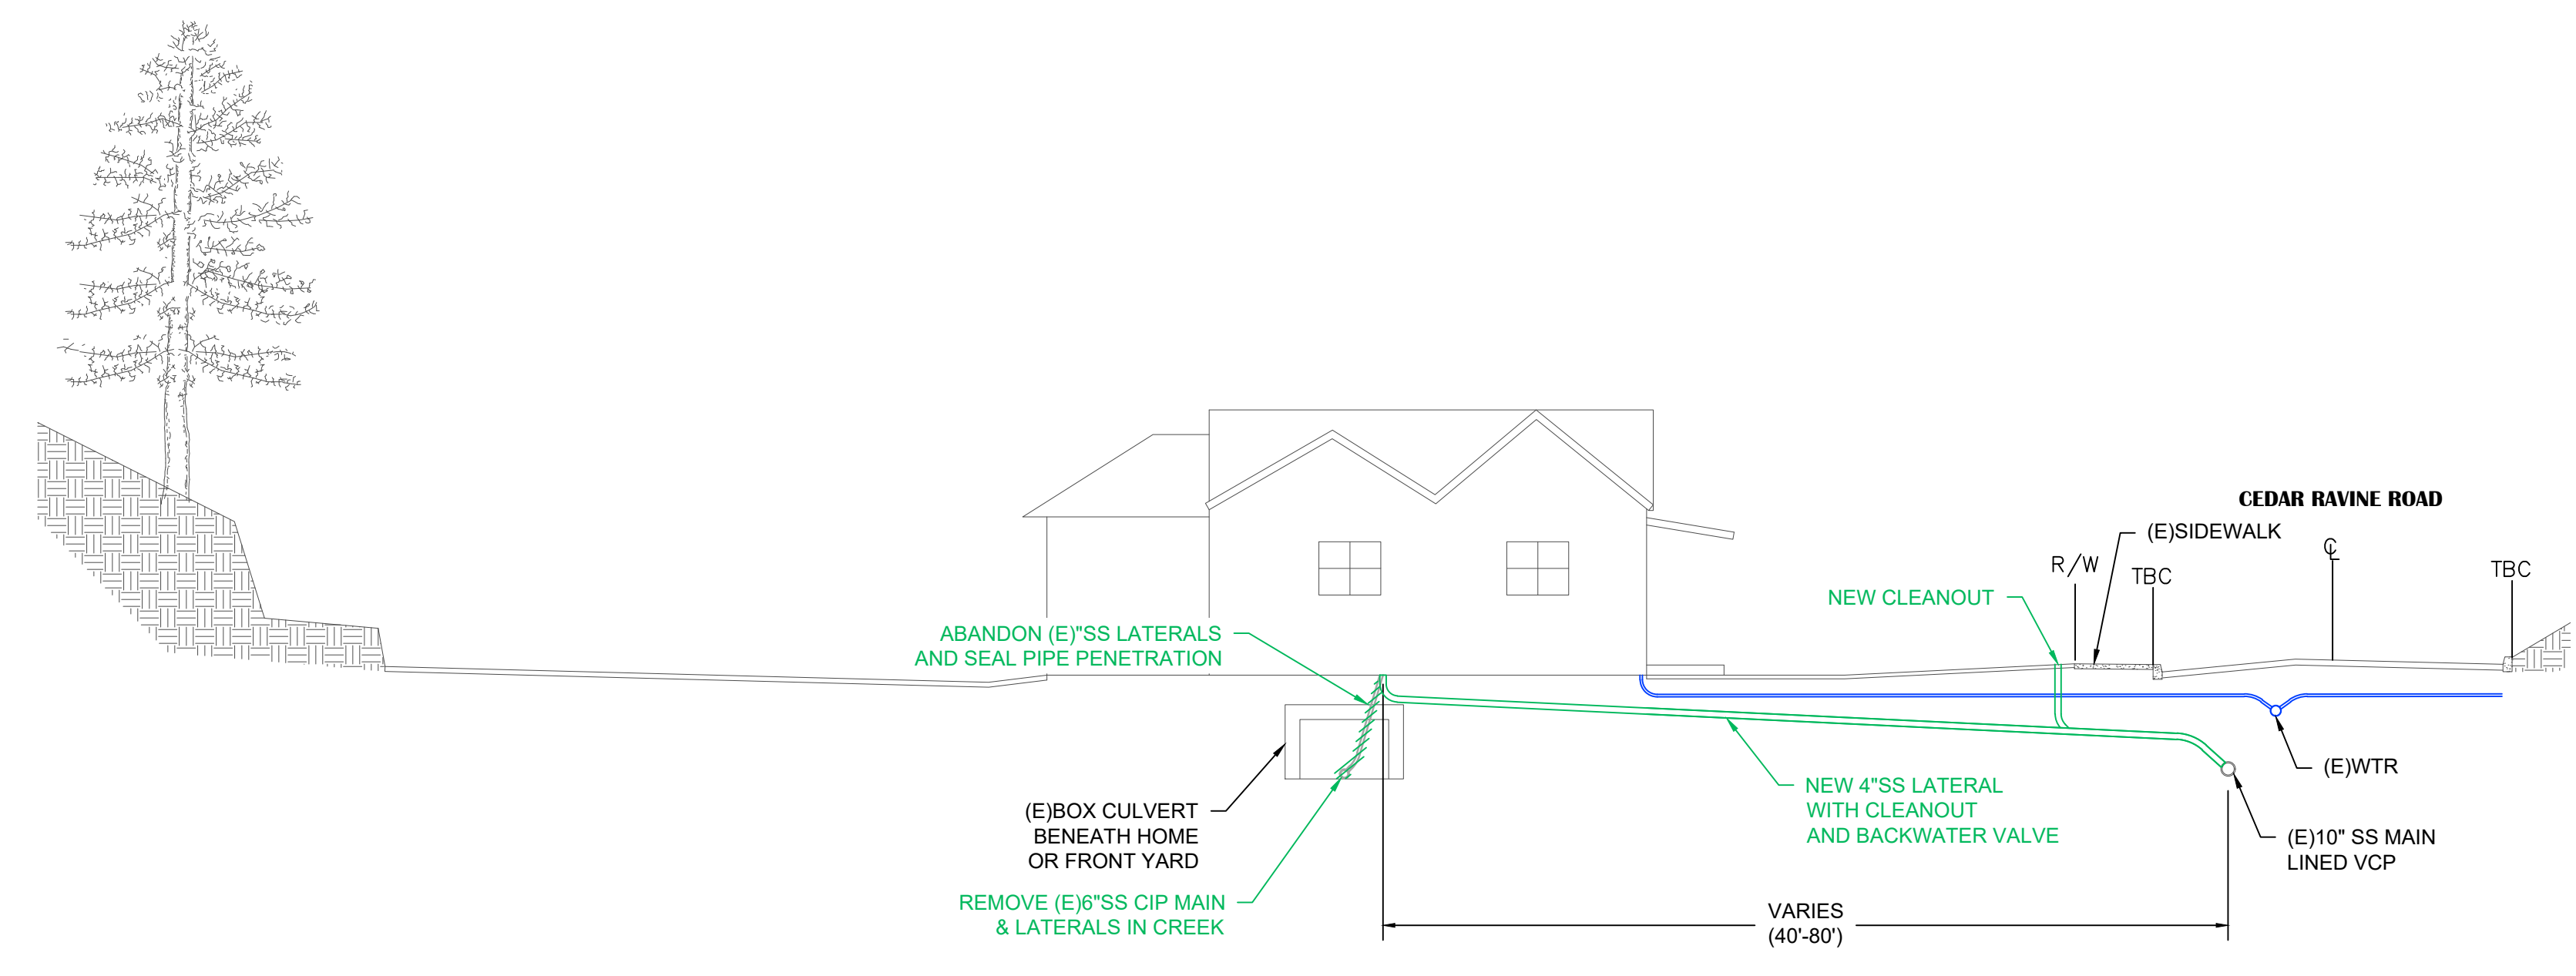 CEDAR RAVINE ROAD
(E)SIDEWALK
R/W
TBC
℄
TBC
NEW CLEANOUT
ABANDON (E)"SS LATERALS
AND SEAL PIPE PENETRATION
(E)WTR
NEW 4"SS LATERAL
WITH CLEANOUT
AND BACKWATER VALVE
(E)BOX CULVERT
BENEATH HOME
OR FRONT YARD
(E)10" SS MAIN
LINED VCP
REMOVE (E)6"SS CIP MAIN
& LATERALS IN CREEK
VARIES
(40'-80')